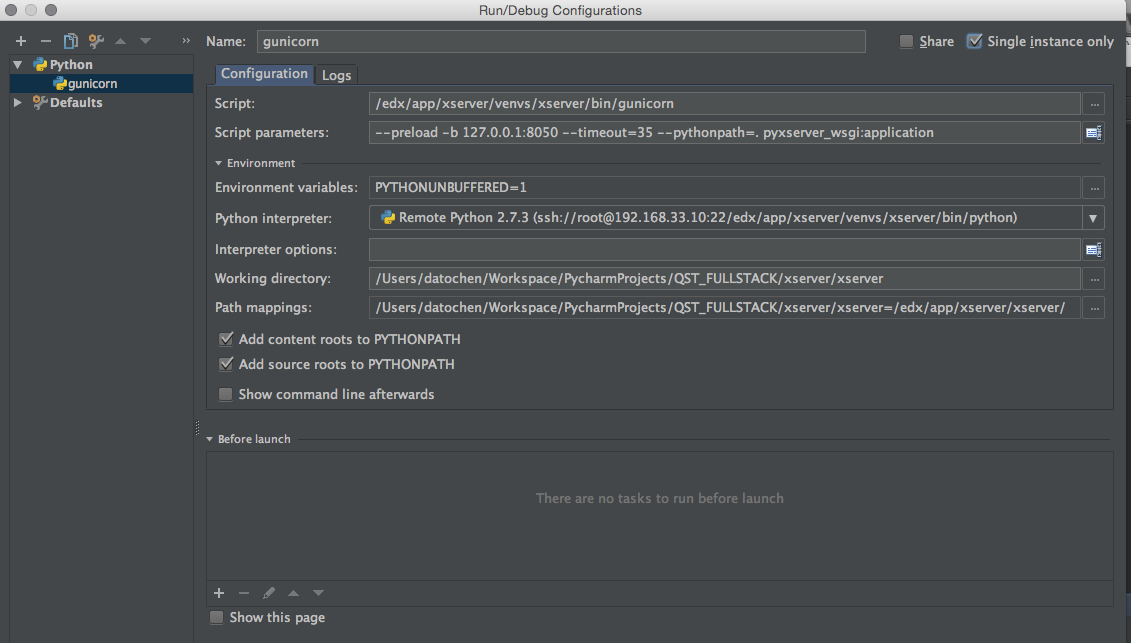 Run/Debug Configurations
Name: gunicorn Share Single instance only
Python
gunicorn
Defaults
Configuration Logs
Script: /edx/app/xserver/venvs/xserver/bin/gunicorn ...
Script parameters: --preload -b 127.0.0.1:8050 --timeout=35 --pythonpath=. pyxserver_wsgi:application
Environment
Environment variables: PYTHONUNBUFFERED=1 ...
Python interpreter: Remote Python 2.7.3 (ssh://root@192.168.33.10:22/edx/app/xserver/venvs/xserver/bin/python)
Interpreter options:
Working directory: /Users/datochen/Workspace/PycharmProjects/QST_FULLSTACK/xserver/xserver ...
Path mappings: /Users/datochen/Workspace/PycharmProjects/QST_FULLSTACK/xserver/xserver=/edx/app/xserver/xserver/ ...
Add content roots to PYTHONPATH
Add source roots to PYTHONPATH
Show command line afterwards
Before launch
There are no tasks to run before launch
Show this page